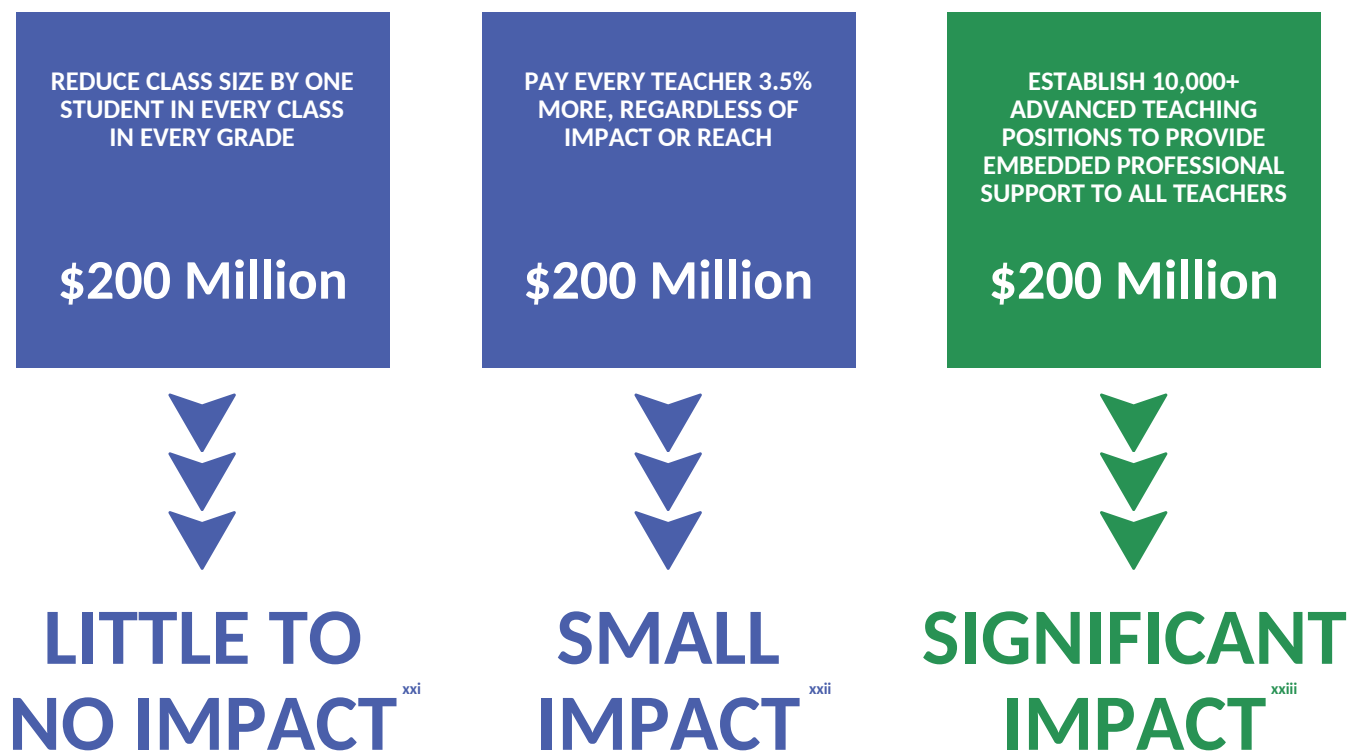 REDUCE CLASS SIZE BY ONE
STUDENT IN EVERY CLASS
IN EVERY GRADE
$200 Million
LITTLE TO
NO IMPACT xxi
PAY EVERY TEACHER 3.5%
MORE, REGARDLESS OF
IMPACT OR REACH
$200 Million
SMALL
IMPACT xxii
ESTABLISH 10,000+
ADVANCED TEACHING
POSITIONS TO PROVIDE
EMBEDDED PROFESSIONAL
SUPPORT TO ALL TEACHERS
$200 Million
SIGNIFICANT
IMPACT xxiii